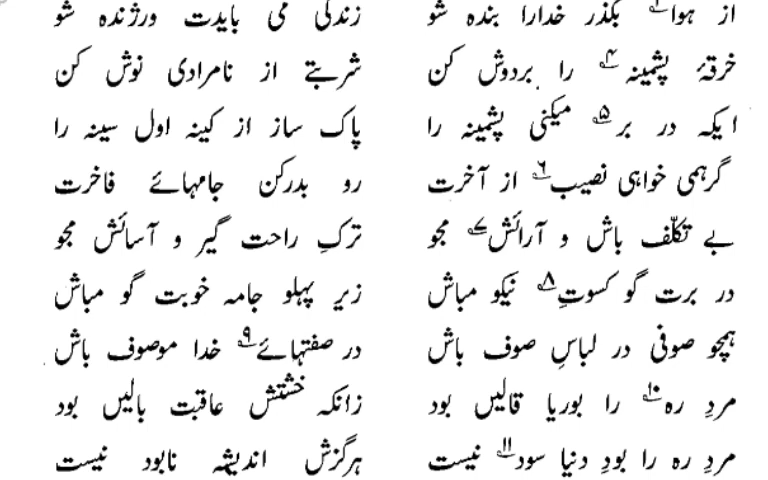 از ہوا۳ بگذر خدارا بندہ شو زندگی می بایدت ورژندہ شو
خرقۂ پشمینہ۴ را بردوش کن شربتے از نامرادی نوش کن
ایکہ در بر۵ میکنی پشمینہ را پاک ساز از کینہ اول سینہ را
گرہمی خواہی نصیب۶ از آخرت رو بدرکن جامہائے فاخرت
بے تکلّف باش و آرائش۷ مجو ترکِ راحت گیر و آسائش مجو
در برت گو کسوتِ۸ نیکو مباش زیر پہلو جامہ خوبت گو مباش
ہمچو صوفی در لباسِ صوف باش در صفتہائے۹ خدا موصوف باش
مردِ رہ۱۰ را بوریا قالیں بود زانکہ خشتش عاقبت بالیں بود
مردِ رہ را بودِ دنیا سود۱۱ نیست ہرگزش اندیشہ نابود نیست